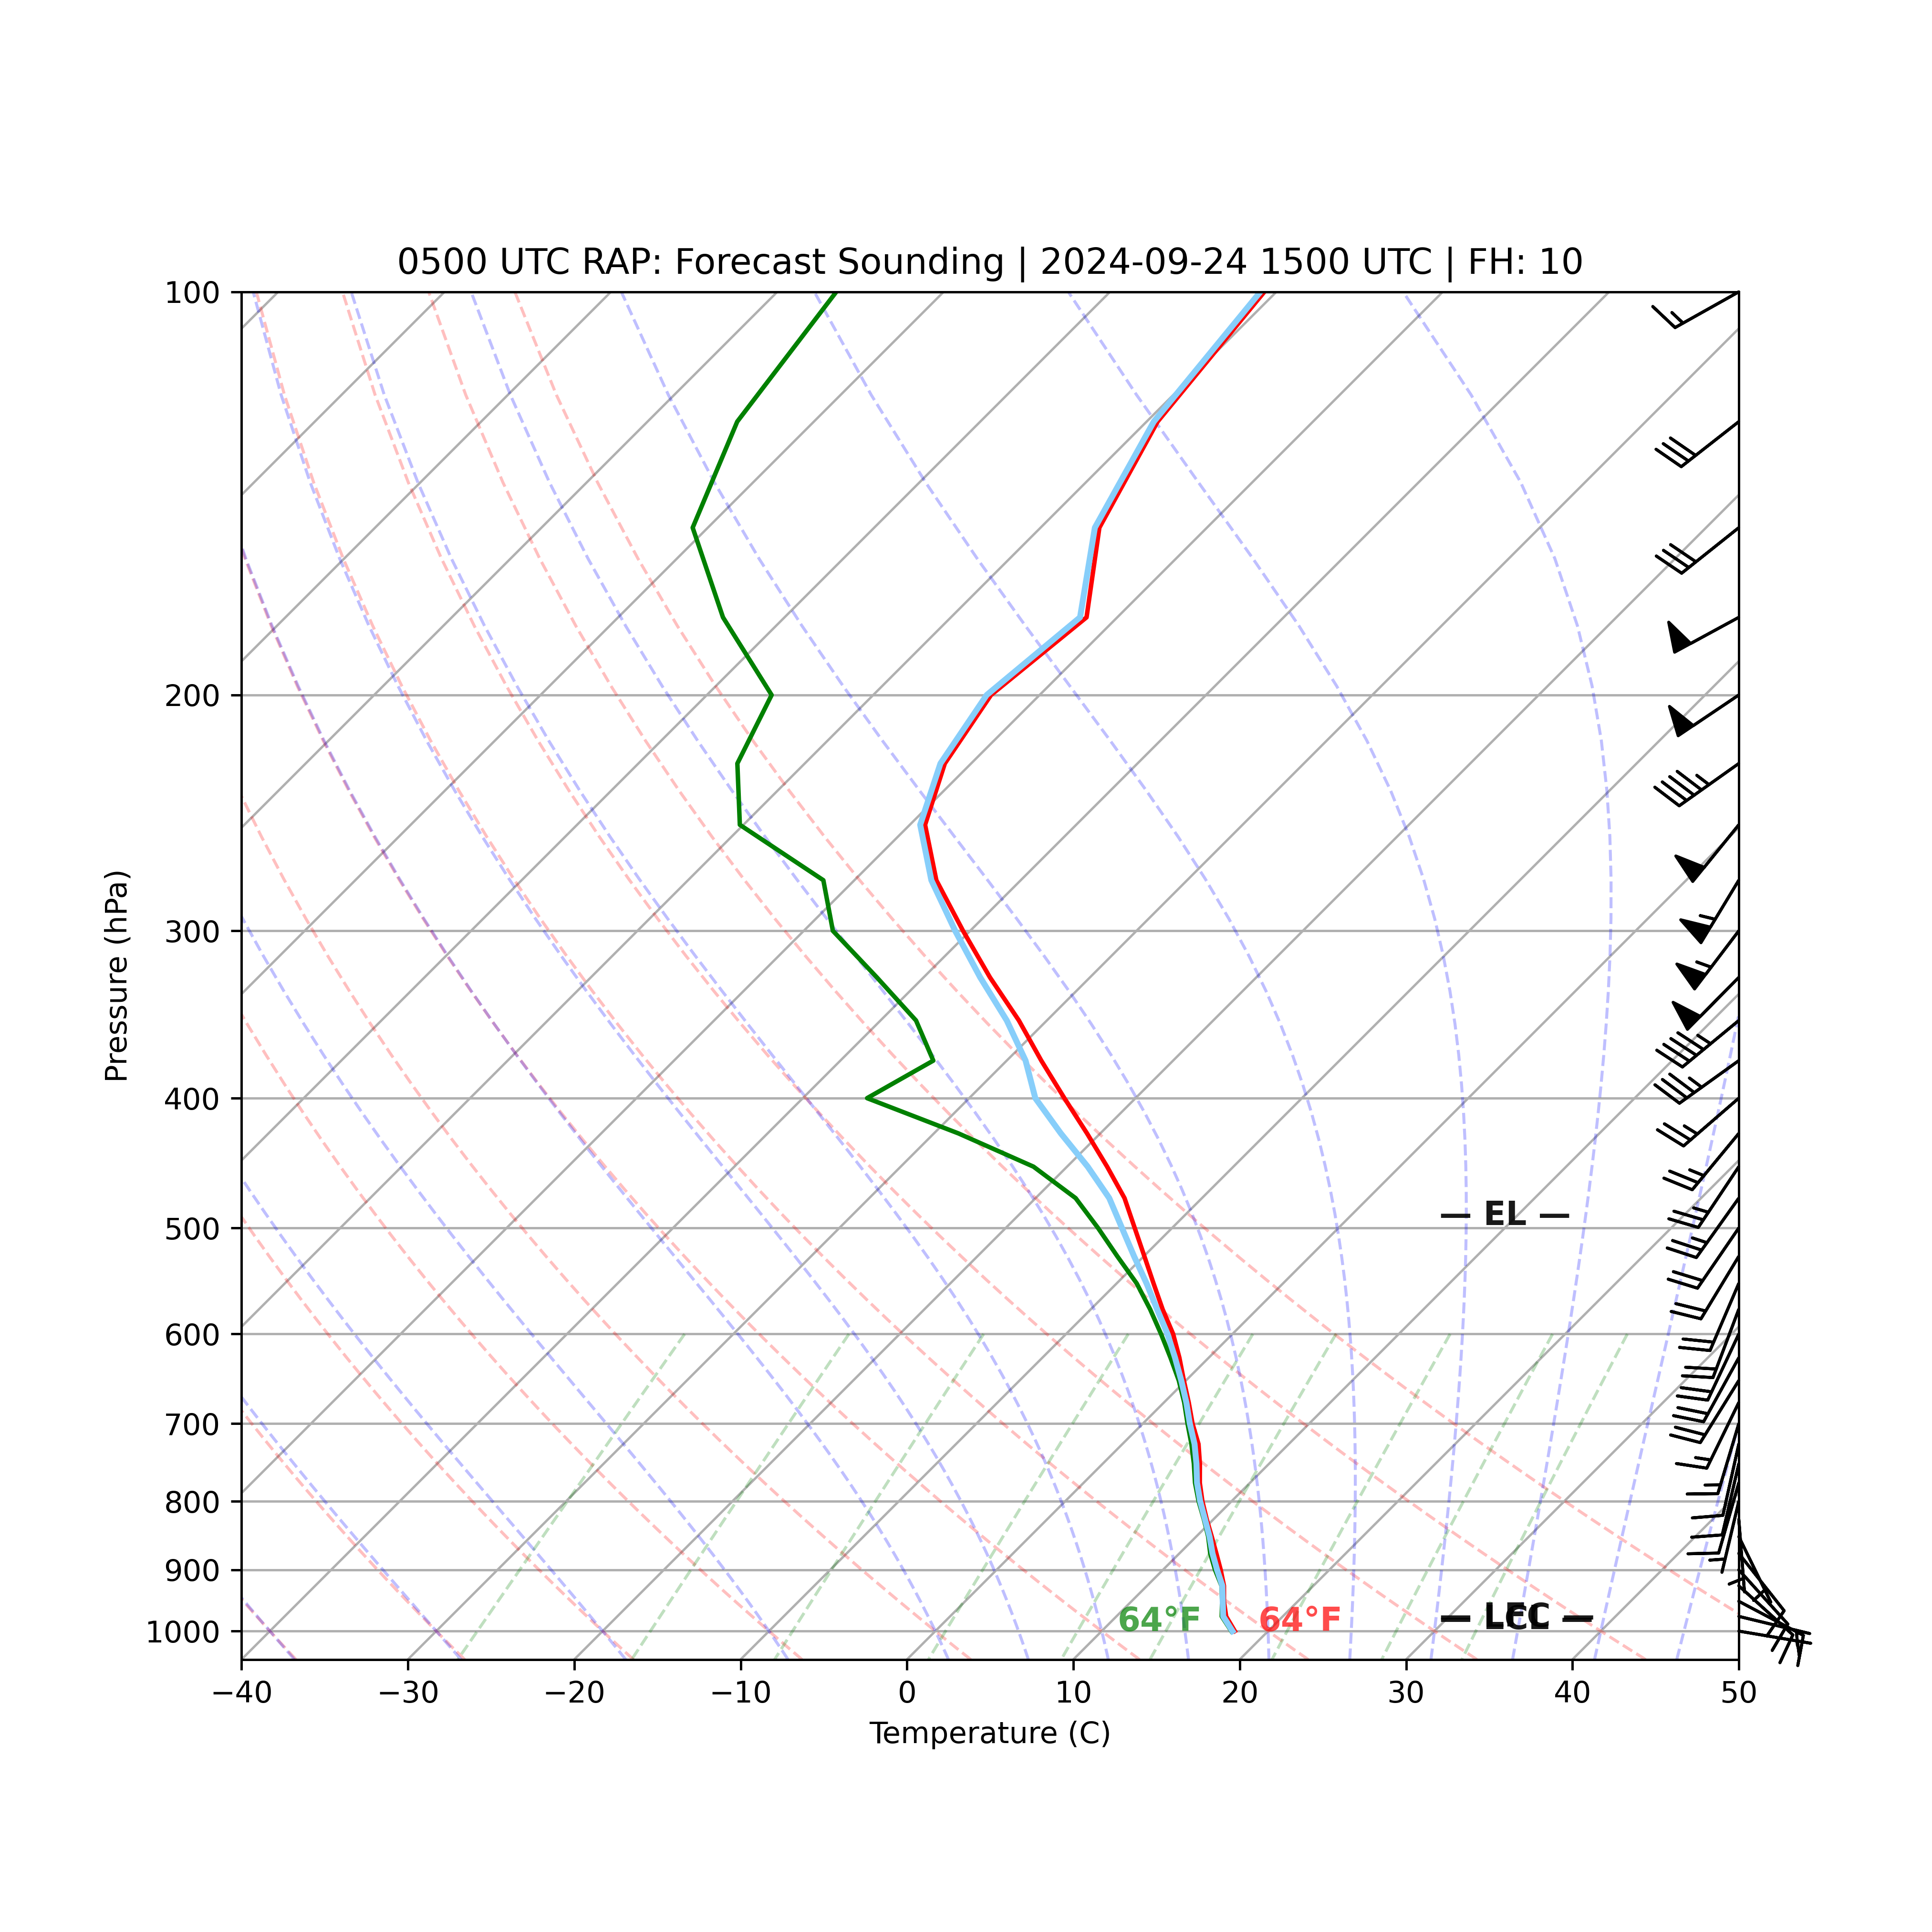 0500 UTC RAP: Forecast Sounding | 2024-09-24 1500 UTC | FH: 10
100
200
300
400
500
600
700
800
900
1000
Pressure (hPa)
— EL —
64°F 64°F
−40 −30 −20 −10 0 10 20 30 40 50
Temperature (C)